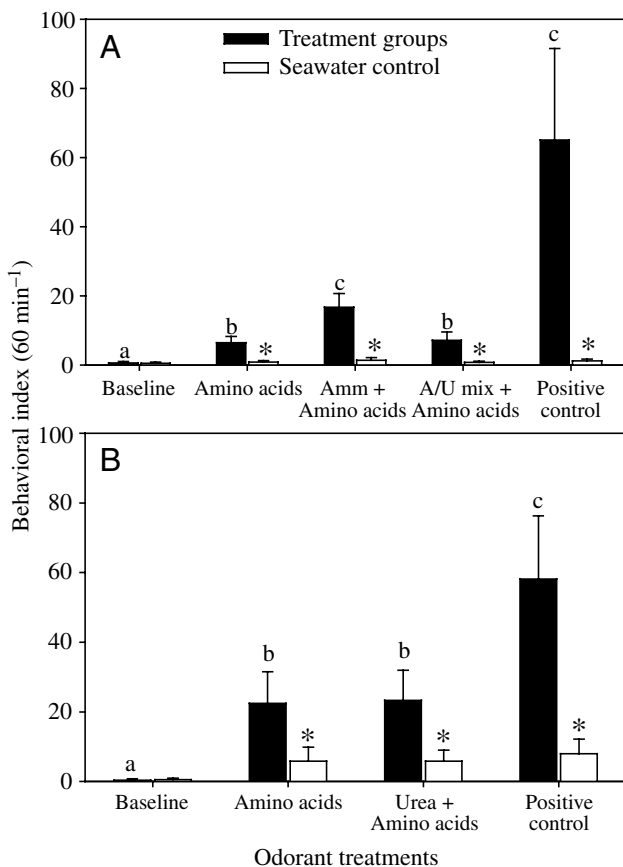 Behavioral index (60 min⁻¹)
A
Treatment groups
Seawater control
100
80
60
40
20
0
a
b
*
c
*
b
*
c
*
Baseline
Amino acids
Amm +
Amino acids
A/U mix +
Amino acids
Positive
control
B
100
80
60
40
20
0
a
b
*
b
*
c
*
Baseline
Amino acids
Urea +
Amino acids
Positive
control
Odorant treatments